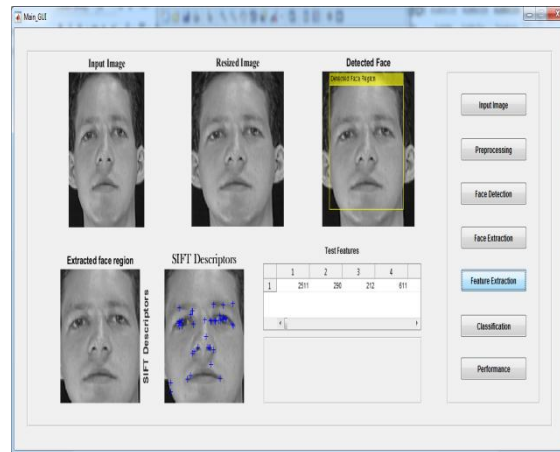 Main_GUI
Input Image
Resized Image
Detected Face
Detected Face Region
Input Image
Preprocessing
Face Detection
Face Extraction
Feature Extraction
Classification
Performance
Extracted face region
SIFT Descriptors
SIFT Descriptors
Test Features
1 2 3 4
1 2511 290 212 611